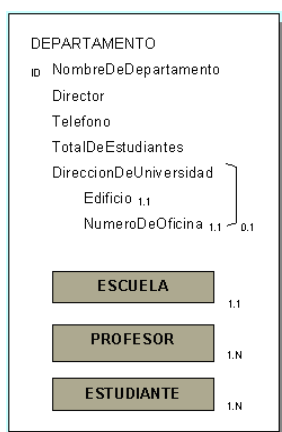 DEPARTAMENTO
ID NombreDeDepartamento
Director
Telefono
TotalDeEstudiantes
DireccionDeUniversidad
Edificio 1.1
NumeroDeOficina 1.1 0.1
ESCUELA
1.1
PROFESOR
1.N
ESTUDIANTE
1.N